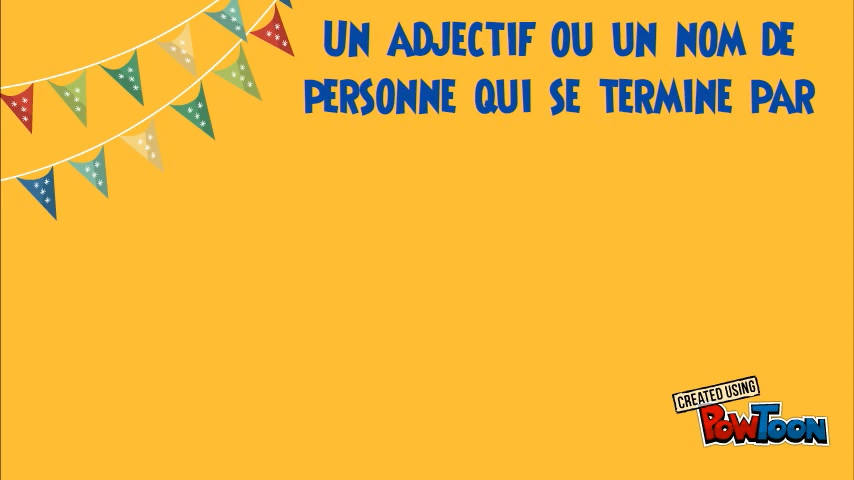 UN ADJECTIF OU UN NOM DE
PERSONNE QUI SE TERMINE PAR
CREATED USING
POWTOON